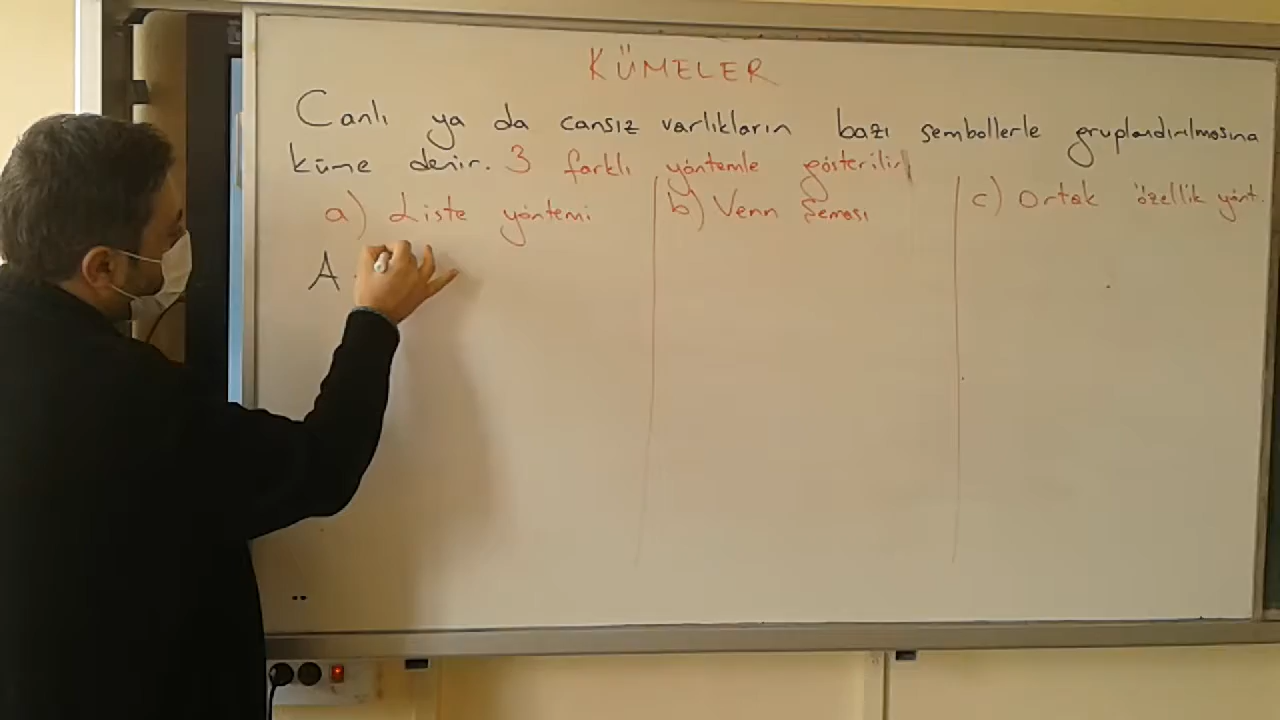 KÜMELER
Canlı ya da cansız varlıkların bazı sembollerle gruplandırılmasına
küme denir. 3 farklı yöntemle gösterilir
a) Liste yöntemi
A
b) Venn Şeması
c) Ortak özellik yönt.